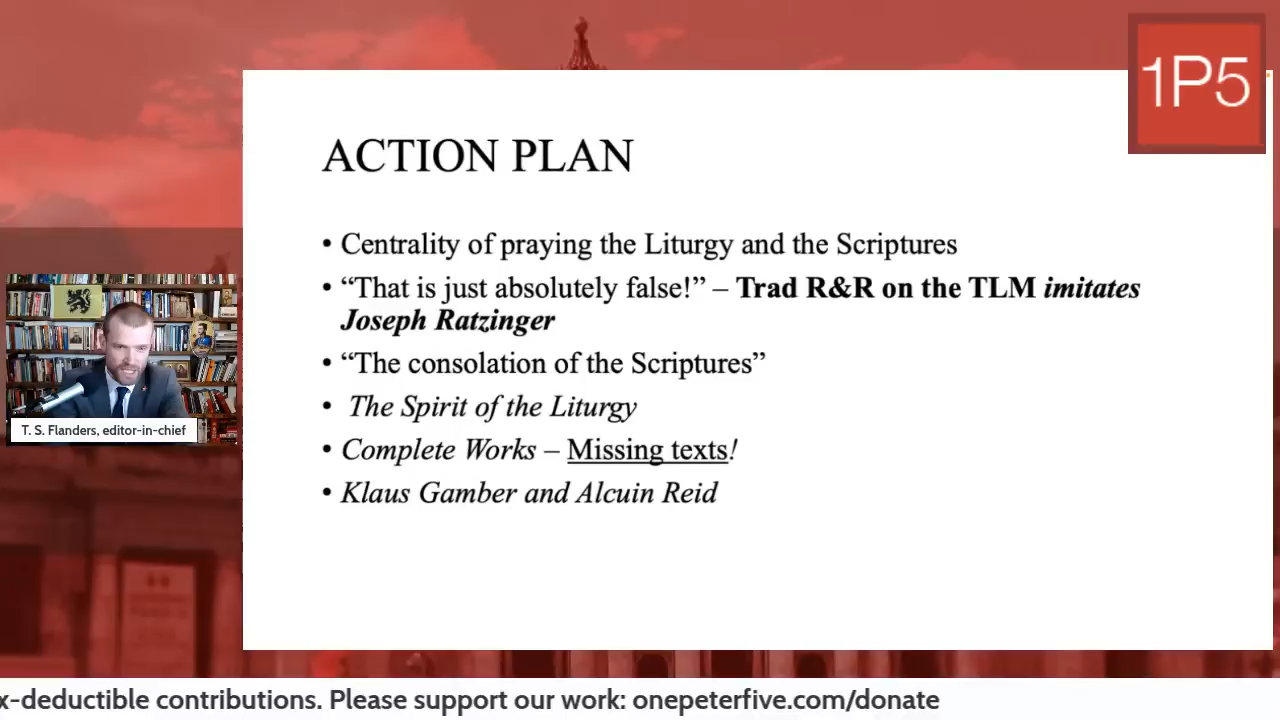 1P5
ACTION PLAN
• Centrality of praying the Liturgy and the Scriptures
• “That is just absolutely false!” – Trad R&R on the TLM imitates
Joseph Ratzinger
• “The consolation of the Scriptures”
• The Spirit of the Liturgy
• Complete Works – Missing texts!
• Klaus Gamber and Alcuin Reid
T. S. Flanders, editor-in-chief
x-deductible contributions. Please support our work: onepeterfive.com/donate